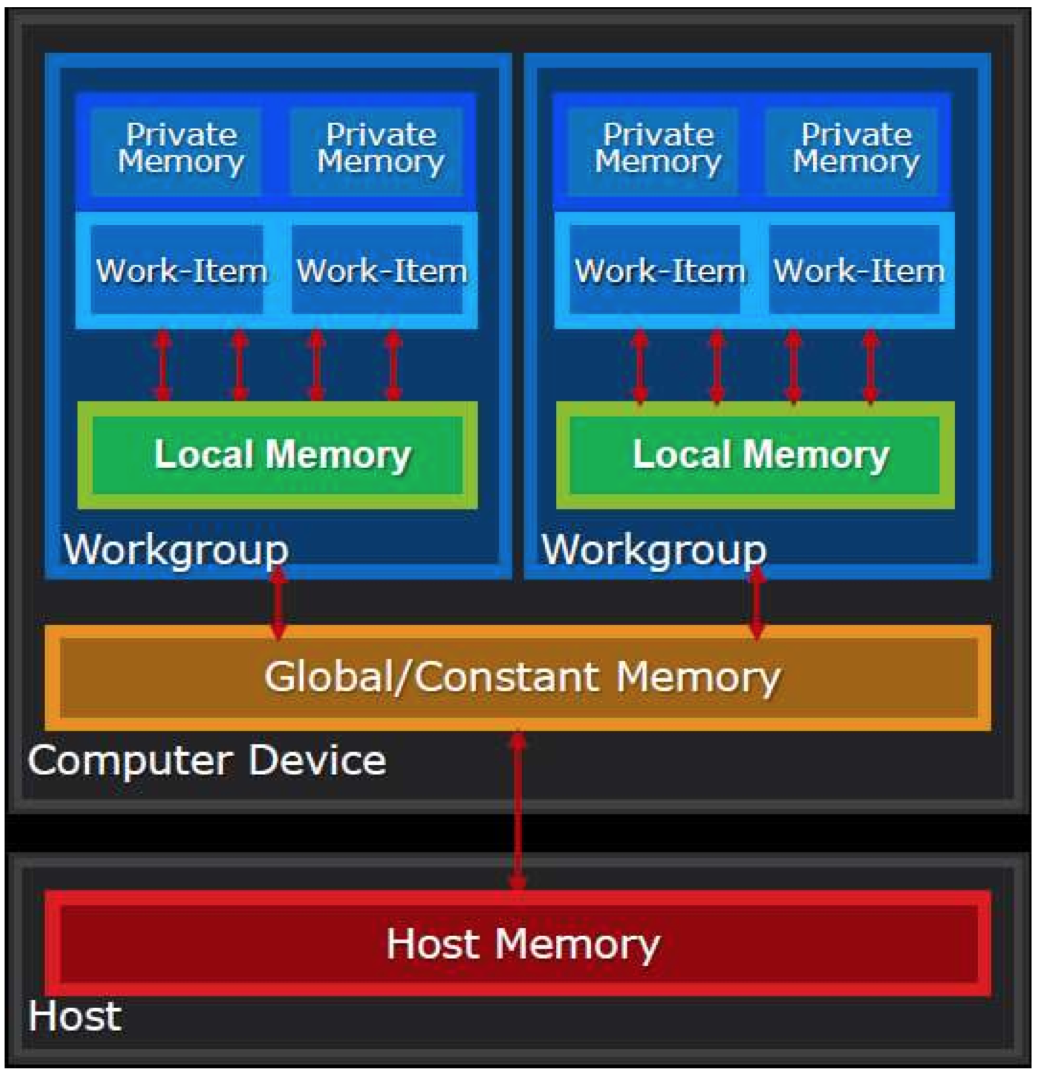 Private
Memory
Private
Memory
Private
Memory
Private
Memory
Work-Item
Work-Item
Work-Item
Work-Item
Local Memory
Local Memory
Workgroup
Workgroup
Global/Constant Memory
Computer Device
Host Memory
Host